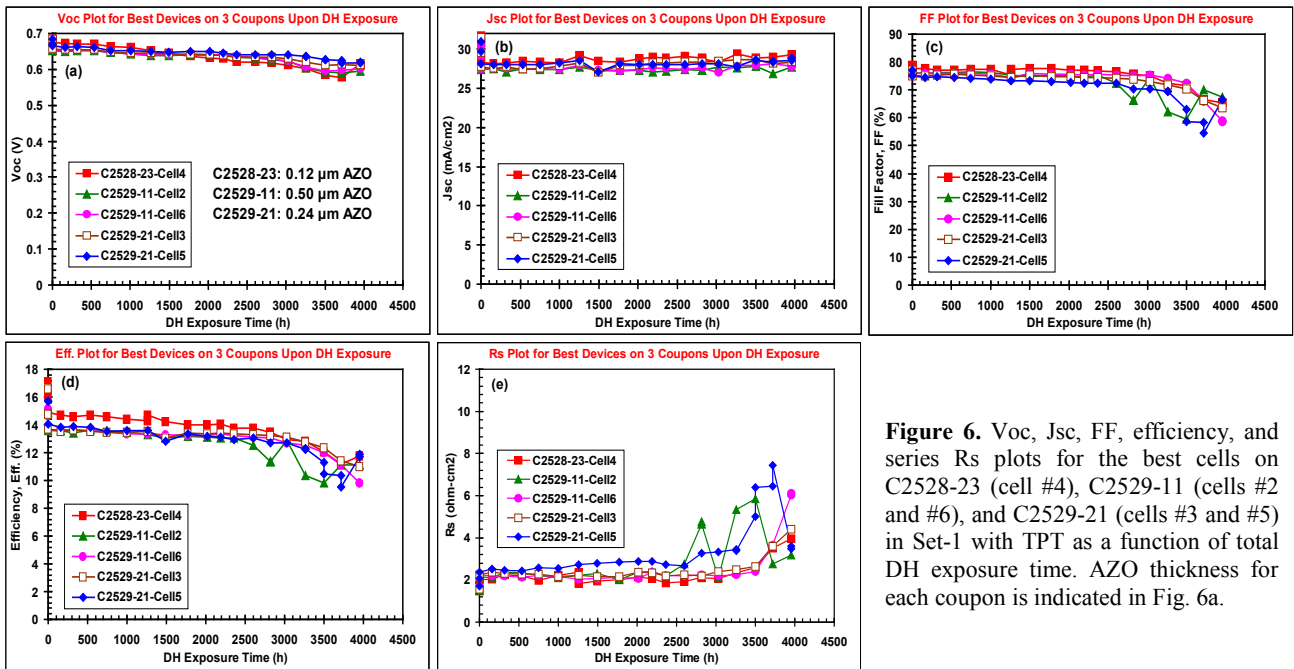 Voc Plot for Best Devices on 3 Coupons Upon DH Exposure
(a)
Voc (V)
0.7
0.6
0.5
0.4
0.3
0.2
0.1
0
C2528-23-Cell4
C2529-11-Cell2
C2529-11-Cell6
C2529-21-Cell3
C2529-21-Cell5
C2528-23: 0.12 µm AZO
C2529-11: 0.50 µm AZO
C2529-21: 0.24 µm AZO
0 500 1000 1500 2000 2500 3000 3500 4000 4500
DH Exposure Time (h)
Jsc Plot for Best Devices on 3 Coupons Upon DH Exposure
(b)
Jsc (mA/cm2)
30
25
20
15
10
5
0
C2528-23-Cell4
C2529-11-Cell2
C2529-11-Cell6
C2529-21-Cell3
C2529-21-Cell5
0 500 1000 1500 2000 2500 3000 3500 4000 4500
DH Exposure Time (h)
FF Plot for Best Devices on 3 Coupons Upon DH Exposure
(c)
Fill Factor, FF (%)
90
80
70
60
50
40
30
20
10
0
C2528-23-Cell4
C2529-11-Cell2
C2529-11-Cell6
C2529-21-Cell3
C2529-21-Cell5
0 500 1000 1500 2000 2500 3000 3500 4000 4500
DH Exposure Time (h)
Eff. Plot for Best Devices on 3 Coupons Upon DH Exposure
(d)
Efficiency, Eff. (%)
18
16
14
12
10
8
6
4
2
0
C2528-23-Cell4
C2529-11-Cell2
C2529-11-Cell6
C2529-21-Cell3
C2529-21-Cell5
0 500 1000 1500 2000 2500 3000 3500 4000 4500
DH Exposure Time (h)
Rs Plot for Best Devices on 3 Coupons Upon DH Exposure
(e)
Rs (ohm-cm2)
12
10
8
6
4
2
0
C2528-23-Cell4
C2529-11-Cell2
C2529-11-Cell6
C2529-21-Cell3
C2529-21-Cell5
0 500 1000 1500 2000 2500 3000 3500 4000 4500
DH Exposure Time (h)
Figure 6. Voc, Jsc, FF, efficiency, and
series Rs plots for the best cells on
C2528-23 (cell #4), C2529-11 (cells #2
and #6), and C2529-21 (cells #3 and #5)
in Set-1 with TPT as a function of total
DH exposure time. AZO thickness for
each coupon is indicated in Fig. 6a.